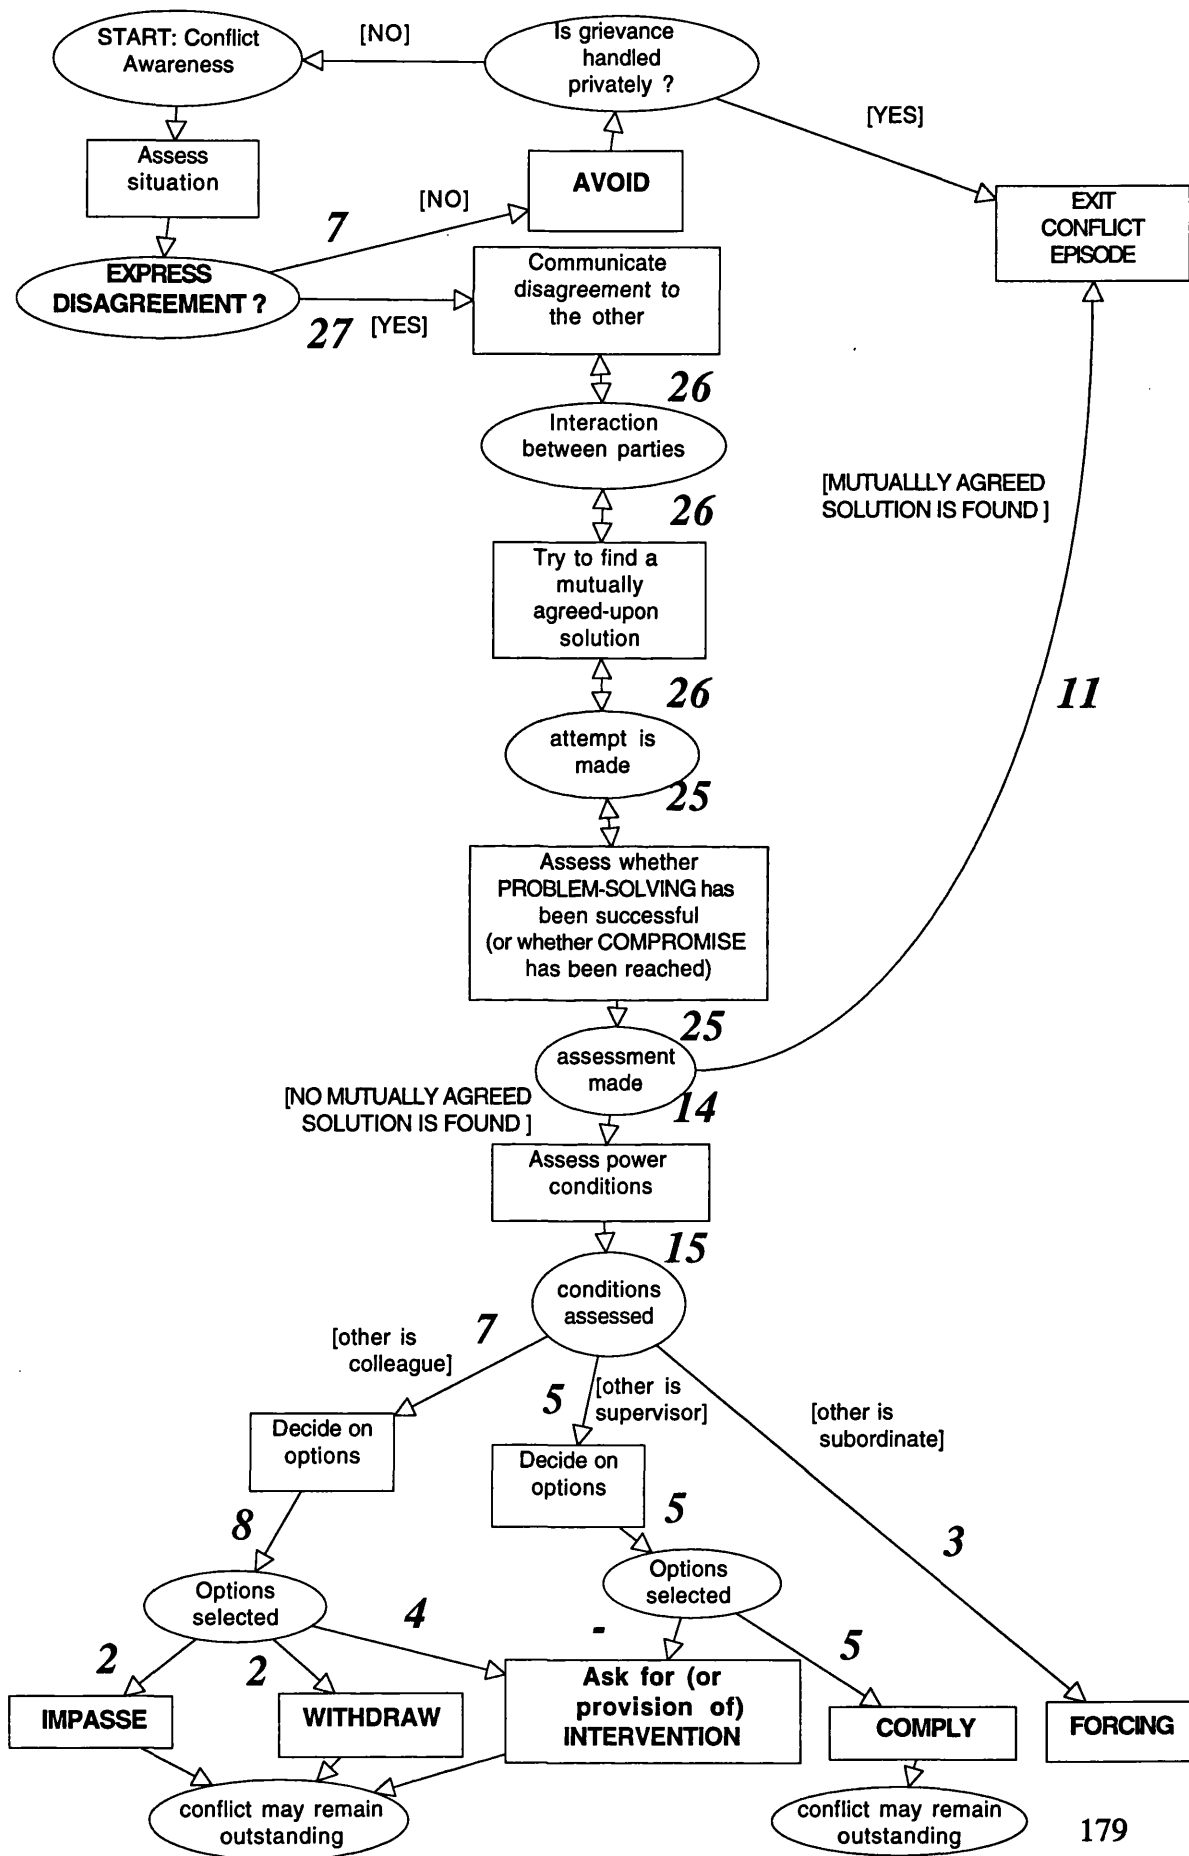 START: Conflict
Awareness
[NO]
Is grievance
handled
privately ?
[YES]
Assess
situation
AVOID
[NO]
7
EXIT
CONFLICT
EPISODE
EXPRESS
DISAGREEMENT ?
27 [YES]
Communicate
disagreement to
the other
26
Interaction
between parties
26
[MUTUALLLY AGREED
SOLUTION IS FOUND ]
Try to find a
mutually
agreed-upon
solution
26
11
attempt is
made
25
Assess whether
PROBLEM-SOLVING has
been successful
(or whether COMPROMISE
has been reached)
25
assessment
made
14
[NO MUTUALLY AGREED
SOLUTION IS FOUND ]
Assess power
conditions
15
conditions
assessed
[other is
colleague]
7
5
[other is
supervisor]
[other is
subordinate]
Decide on
options
Decide on
options
8
5
3
Options
selected
Options
selected
2
2
4
-
5
IMPASSE
WITHDRAW
Ask for (or
provision of)
INTERVENTION
COMPLY
FORCING
conflict may remain
outstanding
conflict may remain
outstanding
179